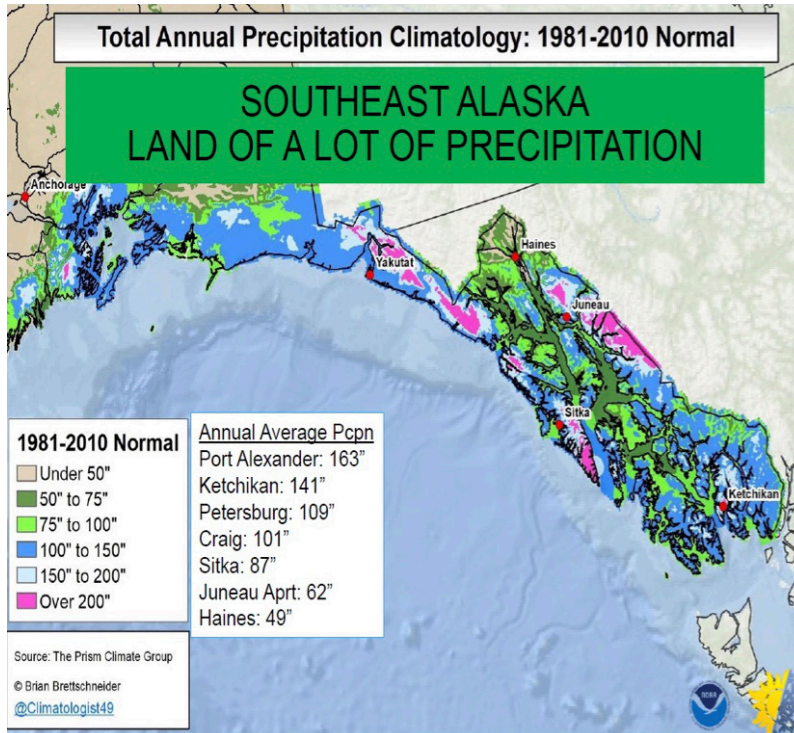 Total Annual Precipitation Climatology: 1981-2010 Normal
SOUTHEAST ALASKA
LAND OF A LOT OF PRECIPITATION
Anchorage
Yakutat
Haines
Juneau
Sitka
Ketchikan
1981-2010 Normal
Under 50"
50" to 75"
75" to 100"
100" to 150"
150" to 200"
Over 200"
Annual Average Pcpn
Port Alexander: 163”
Ketchikan: 141”
Petersburg: 109”
Craig: 101”
Sitka: 87”
Juneau Aprt: 62”
Haines: 49”
Source: The Prism Climate Group
© Brian Brettschneider
@Climatologist49
NOAA